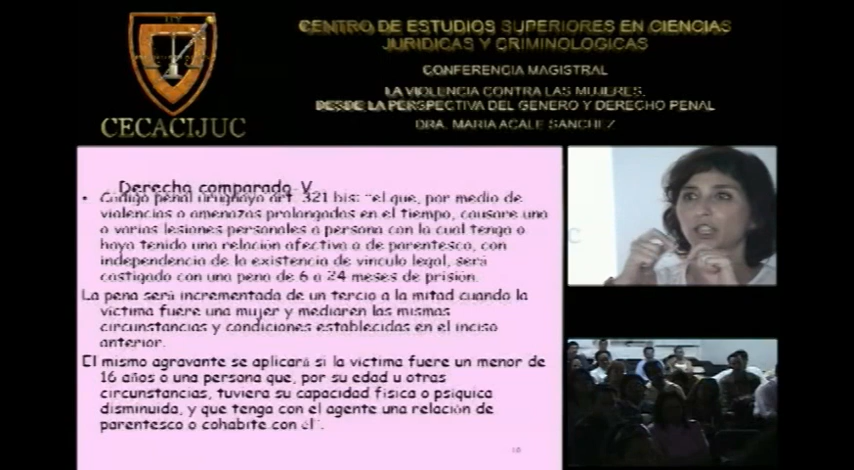 CENTRO DE ESTUDIOS SUPERIORES EN CIENCIAS
JURIDICAS Y CRIMINOLOGICAS
CONFERENCIA MAGISTRAL
LA VIOLENCIA CONTRA LAS MUJERES.
DESDE LA PERSPECTIVA DEL GENERO Y DERECHO PENAL
DRA. MARIA ACALE SANCHEZ
CECACIJUC
Derecho comparado V
• Código penal uruguayo art. 321 bis: "el que, por medio de
violencias o amenazas prolongadas en el tiempo, causare una
o varias lesiones personales a persona con la cual tenga o
haya tenido una relación afectiva o de parentesco, con
independencia de la existencia de vinculo legal, será
castigado con una pena de 6 a 24 meses de prisión.
La pena será incrementada de un tercio a la mitad cuando la
víctima fuere una mujer y mediaren las mismas
circunstancias y condiciones establecidas en el inciso
anterior.
El mismo agravante se aplicará si la víctima fuere un menor de
16 años o una persona que, por su edad u otras
circunstancias, tuviera su capacidad física o psíquica
disminuida, y que tenga con el agente una relación de
parentesco o cohabite con él".